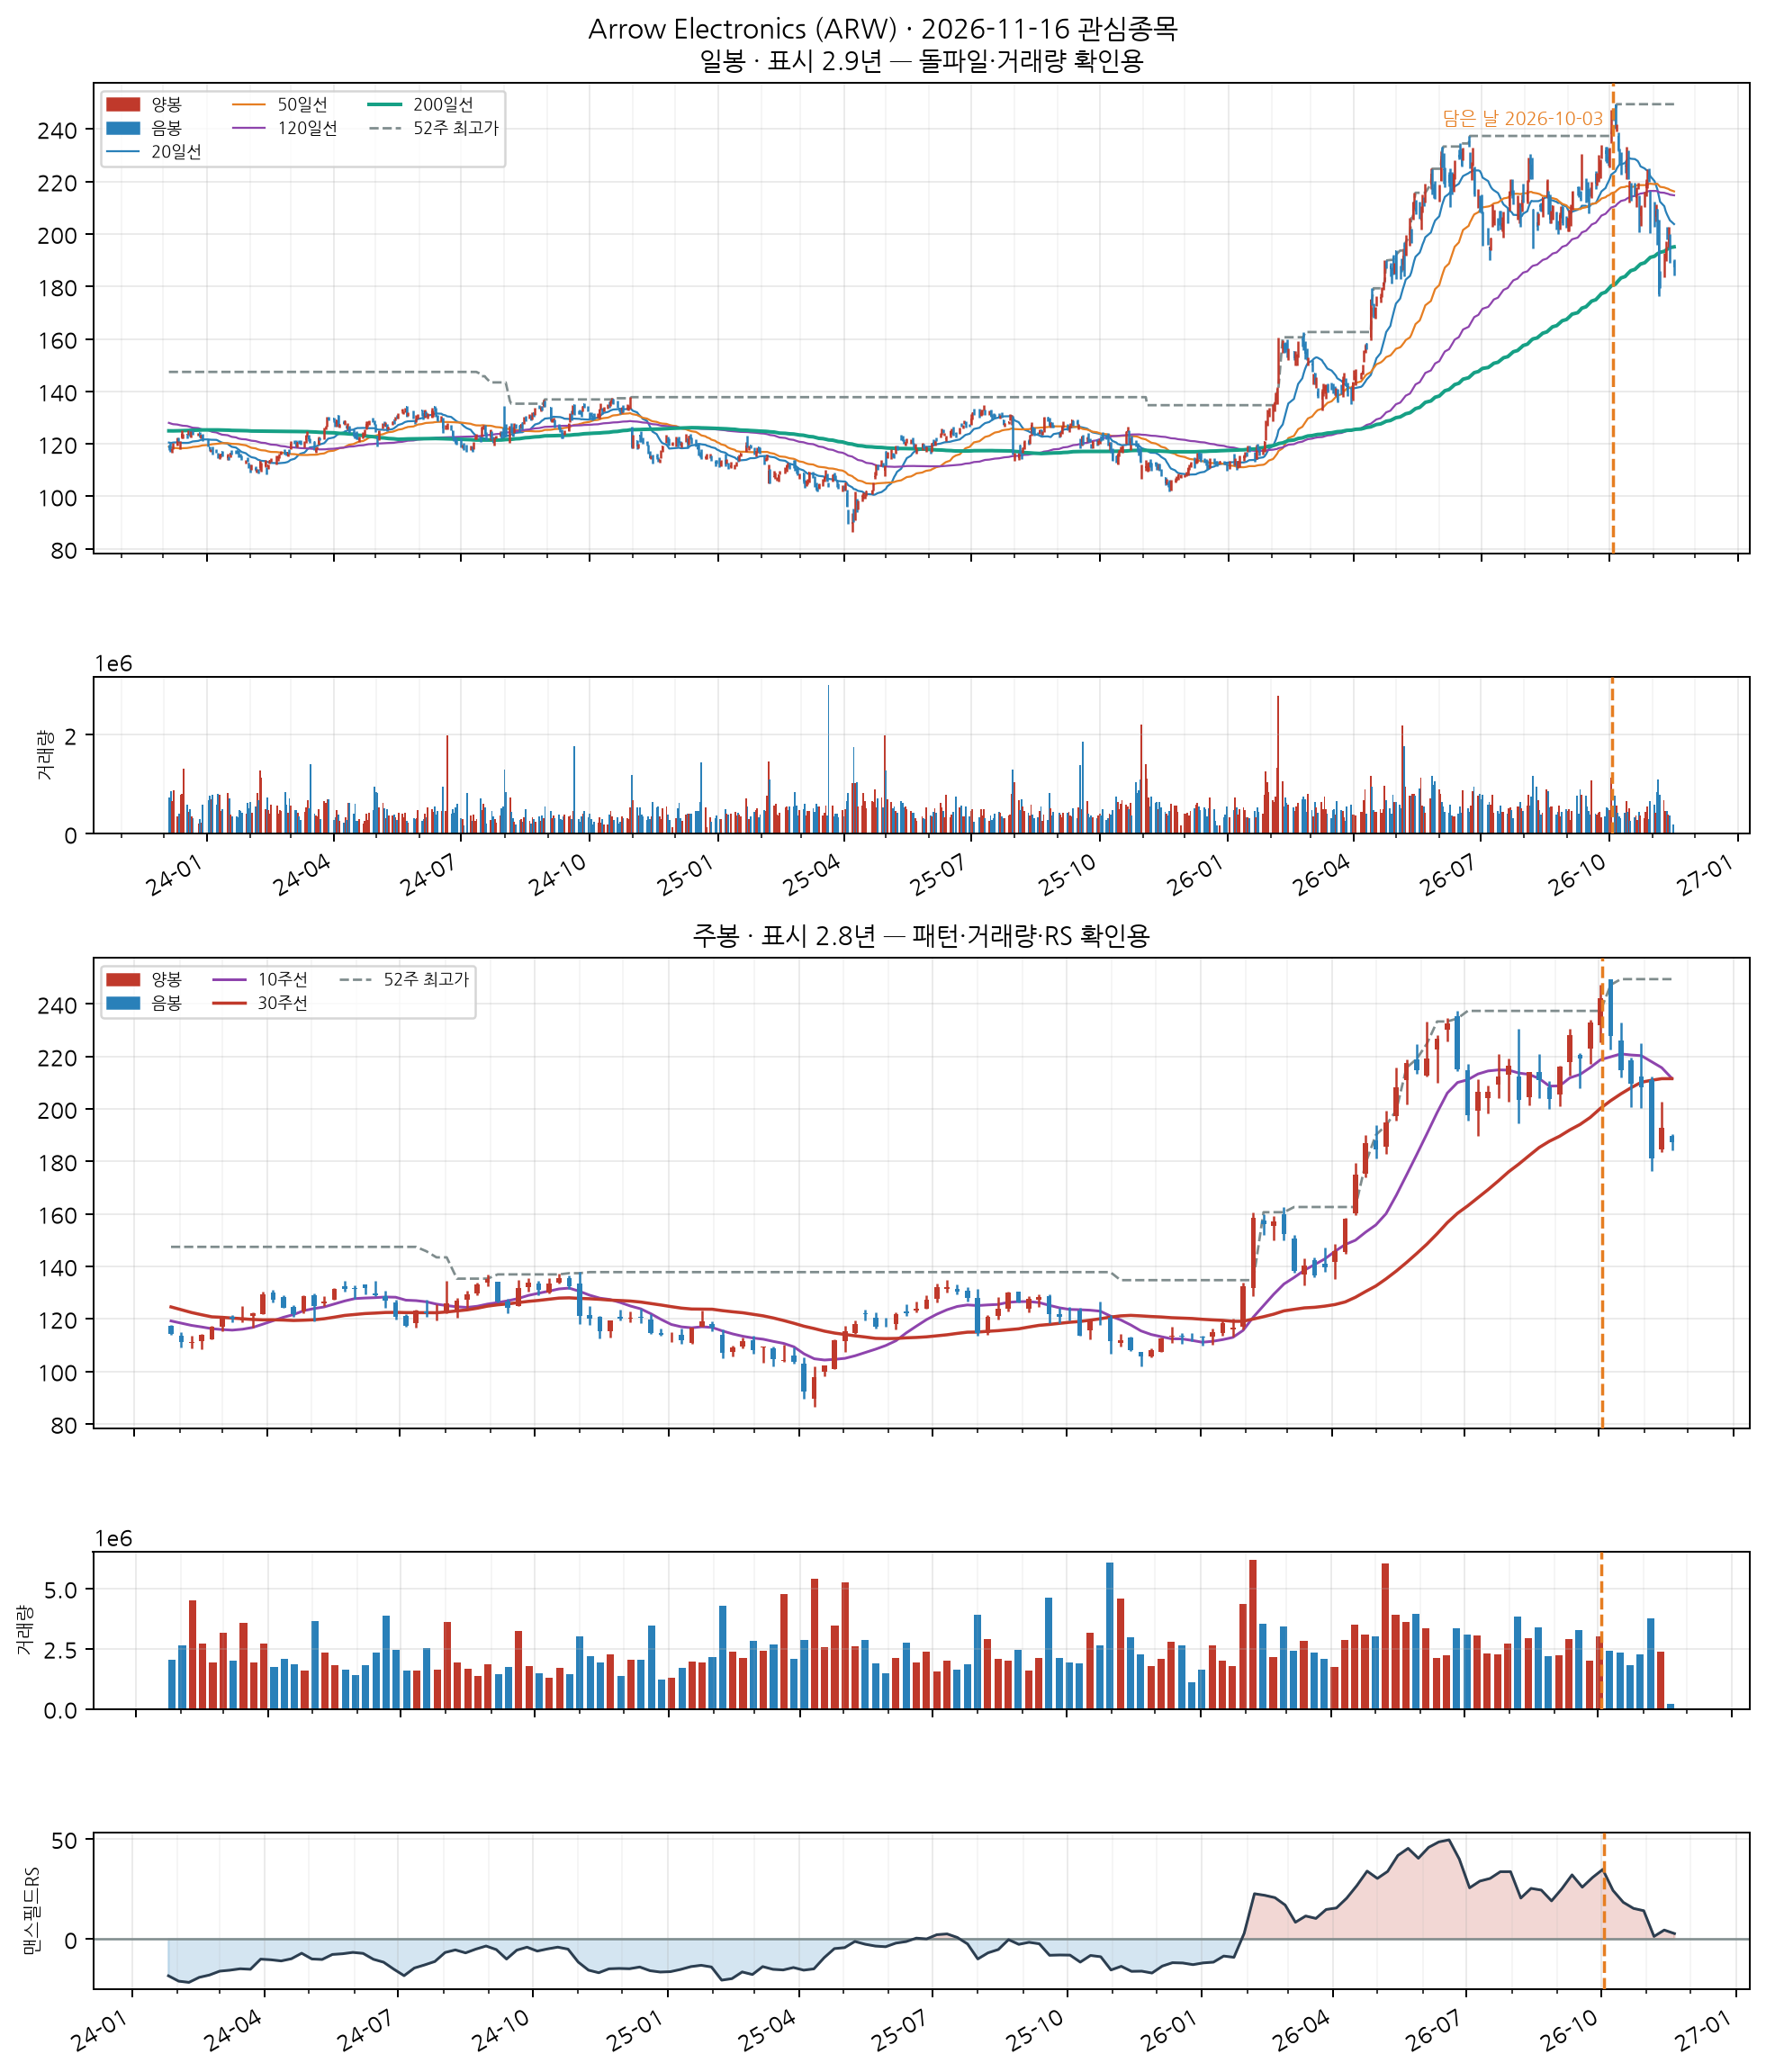 Arrow Electronics (ARW) · 2026-11-16 관심종목
일봉 · 표시 2.9년 — 돌파일·거래량 확인용
양봉
음봉
20일선
50일선
120일선
200일선
52주 최고가
담은 날 2026-10-03
240
220
200
180
160
140
120
100
80
1e6
거래량
2
0
24-01
24-04
24-07
24-10
25-01
25-04
25-07
25-10
26-01
26-04
26-07
26-10
27-01
주봉 · 표시 2.8년 — 패턴·거래량·RS 확인용
양봉
음봉
10주선
30주선
52주 최고가
240
220
200
180
160
140
120
100
80
1e6
거래량
5.0
2.5
0.0
맨스필드RS
50
0
24-01
24-04
24-07
24-10
25-01
25-04
25-07
25-10
26-01
26-04
26-07
26-10
27-01